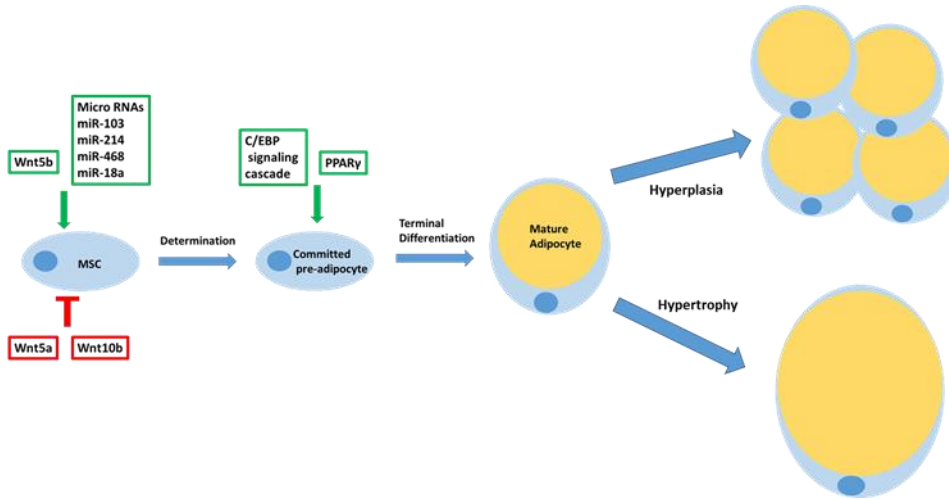 Micro RNAs
miR-103
miR-214
miR-468
miR-18a
Wnt5b
C/EBP
signaling
cascade
PPARγ
MSC
Determination
Committed
pre-adipocyte
Terminal
Differentiation
Mature
Adipocyte
Hyperplasia
Hypertrophy
Wnt5a
Wnt10b